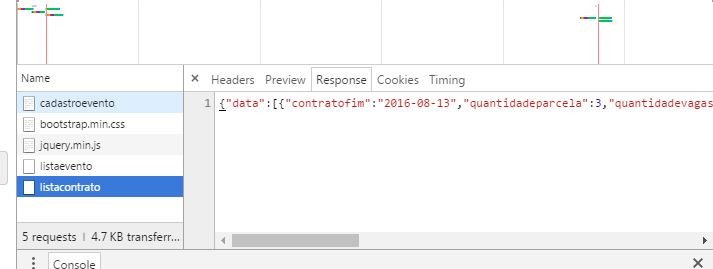 Name
× Headers Preview Response Cookies Timing
cadastroevento
bootstrap.min.css
jquery.min.js
listaevento
listacontrato
1 {"data":[{"contratofim":"2016-08-13","quantidadeparcela":3,"quantidadevagas
5 requests | 4.7 KB transferr...
Console ×